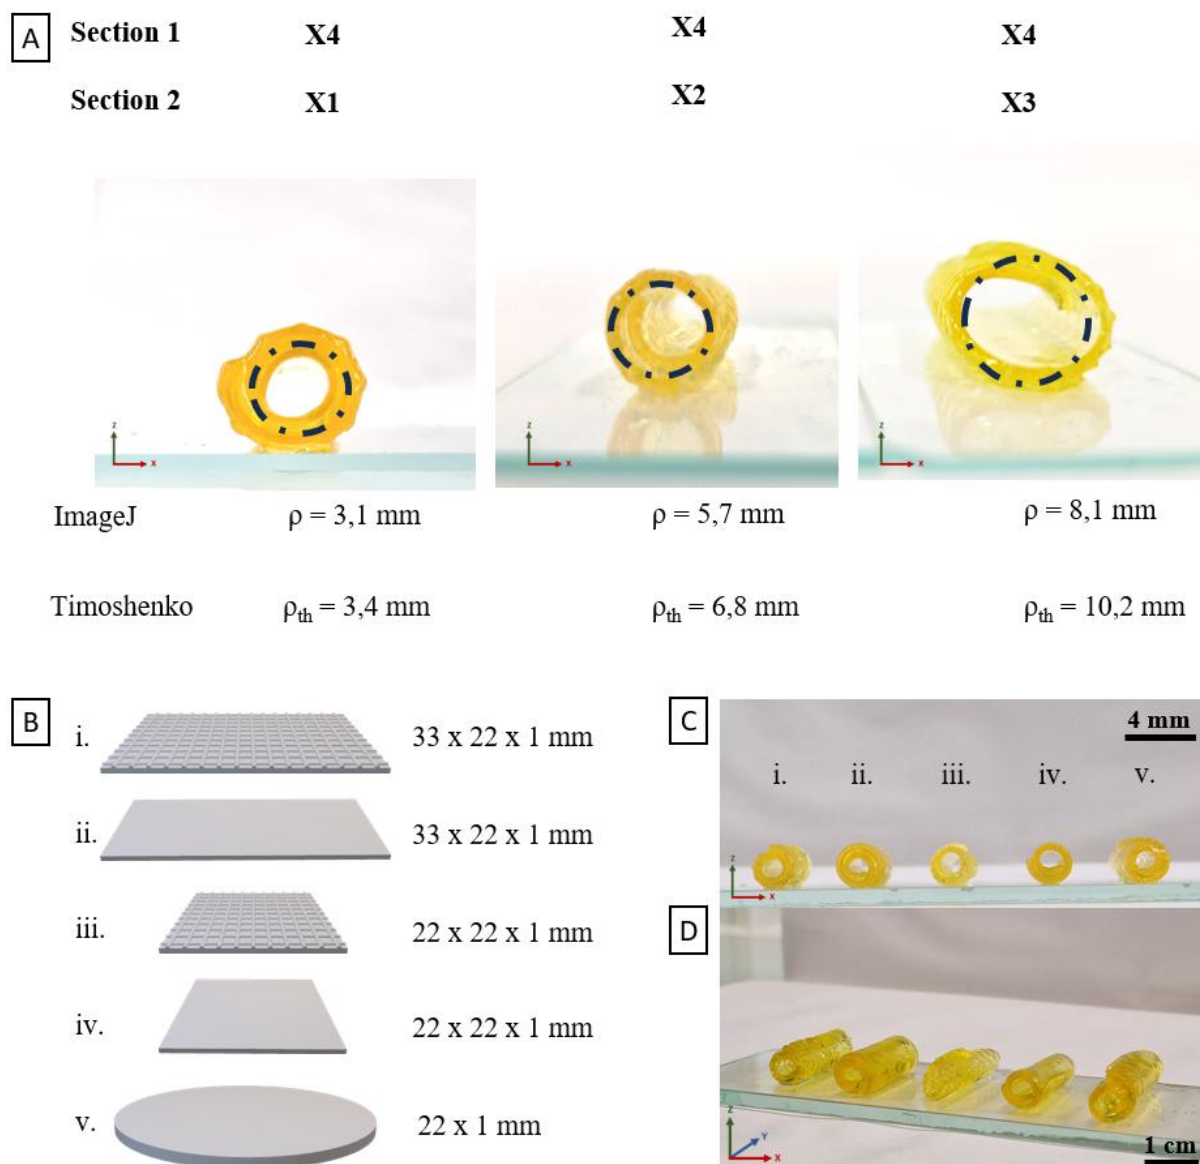 A
Section 1 X4 X4 X4
Section 2 X1 X2 X3
z x z x z x
ImageJ ρ = 3,1 mm ρ = 5,7 mm ρ = 8,1 mm
Timoshenko ρth = 3,4 mm ρth = 6,8 mm ρth = 10,2 mm
B
i. 33 x 22 x 1 mm
ii. 33 x 22 x 1 mm
iii. 22 x 22 x 1 mm
iv. 22 x 22 x 1 mm
v. 22 x 1 mm
C
4 mm
i. ii. iii. iv. v.
z
x
D
z
Y
x
1 cm